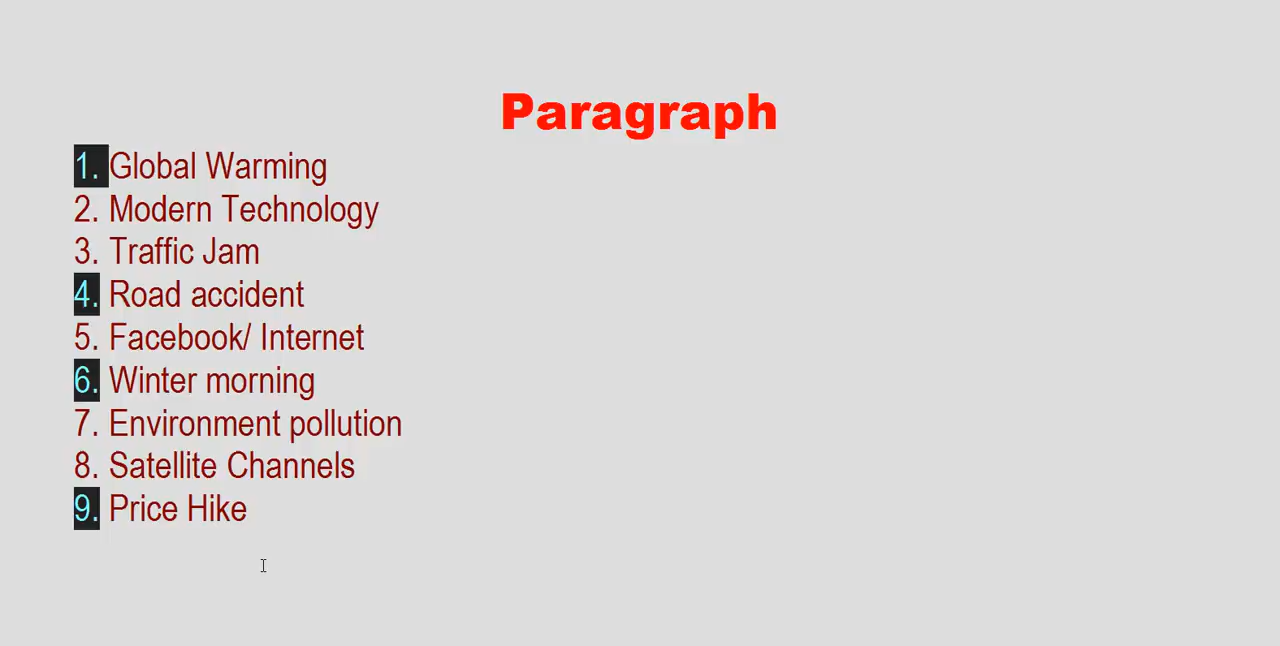 Paragraph
1. Global Warming
2. Modern Technology
3. Traffic Jam
4. Road accident
5. Facebook/ Internet
6. Winter morning
7. Environment pollution
8. Satellite Channels
9. Price Hike